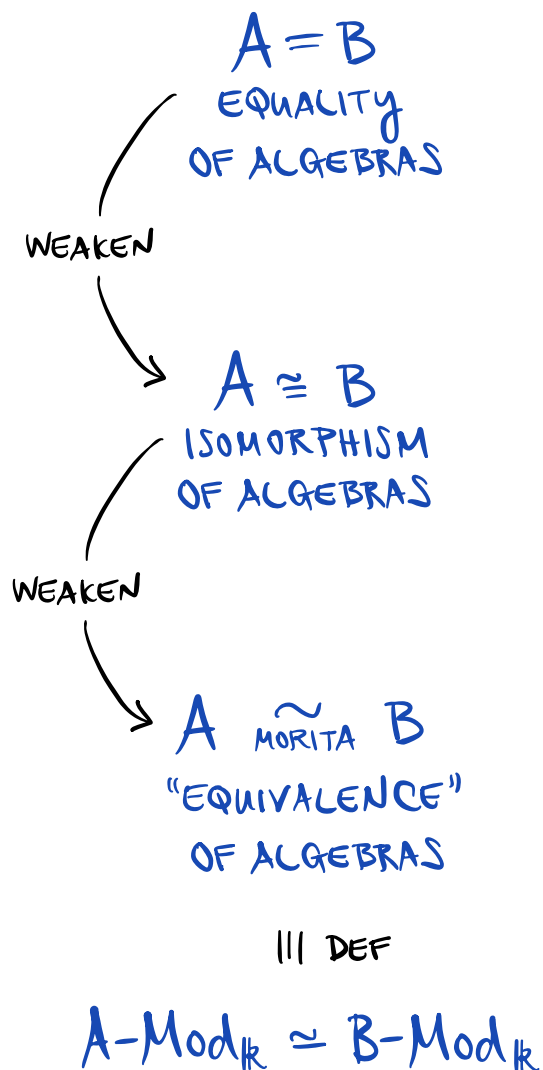 A = B
EQUALITY
OF ALGEBRAS
WEAKEN
A ≅ B
ISOMORPHISM
OF ALGEBRAS
WEAKEN
A ~ B
MORITA
"EQUIVALENCE"
OF ALGEBRAS
||| DEF
A-Mod𝕜 ≃ B-Mod𝕜